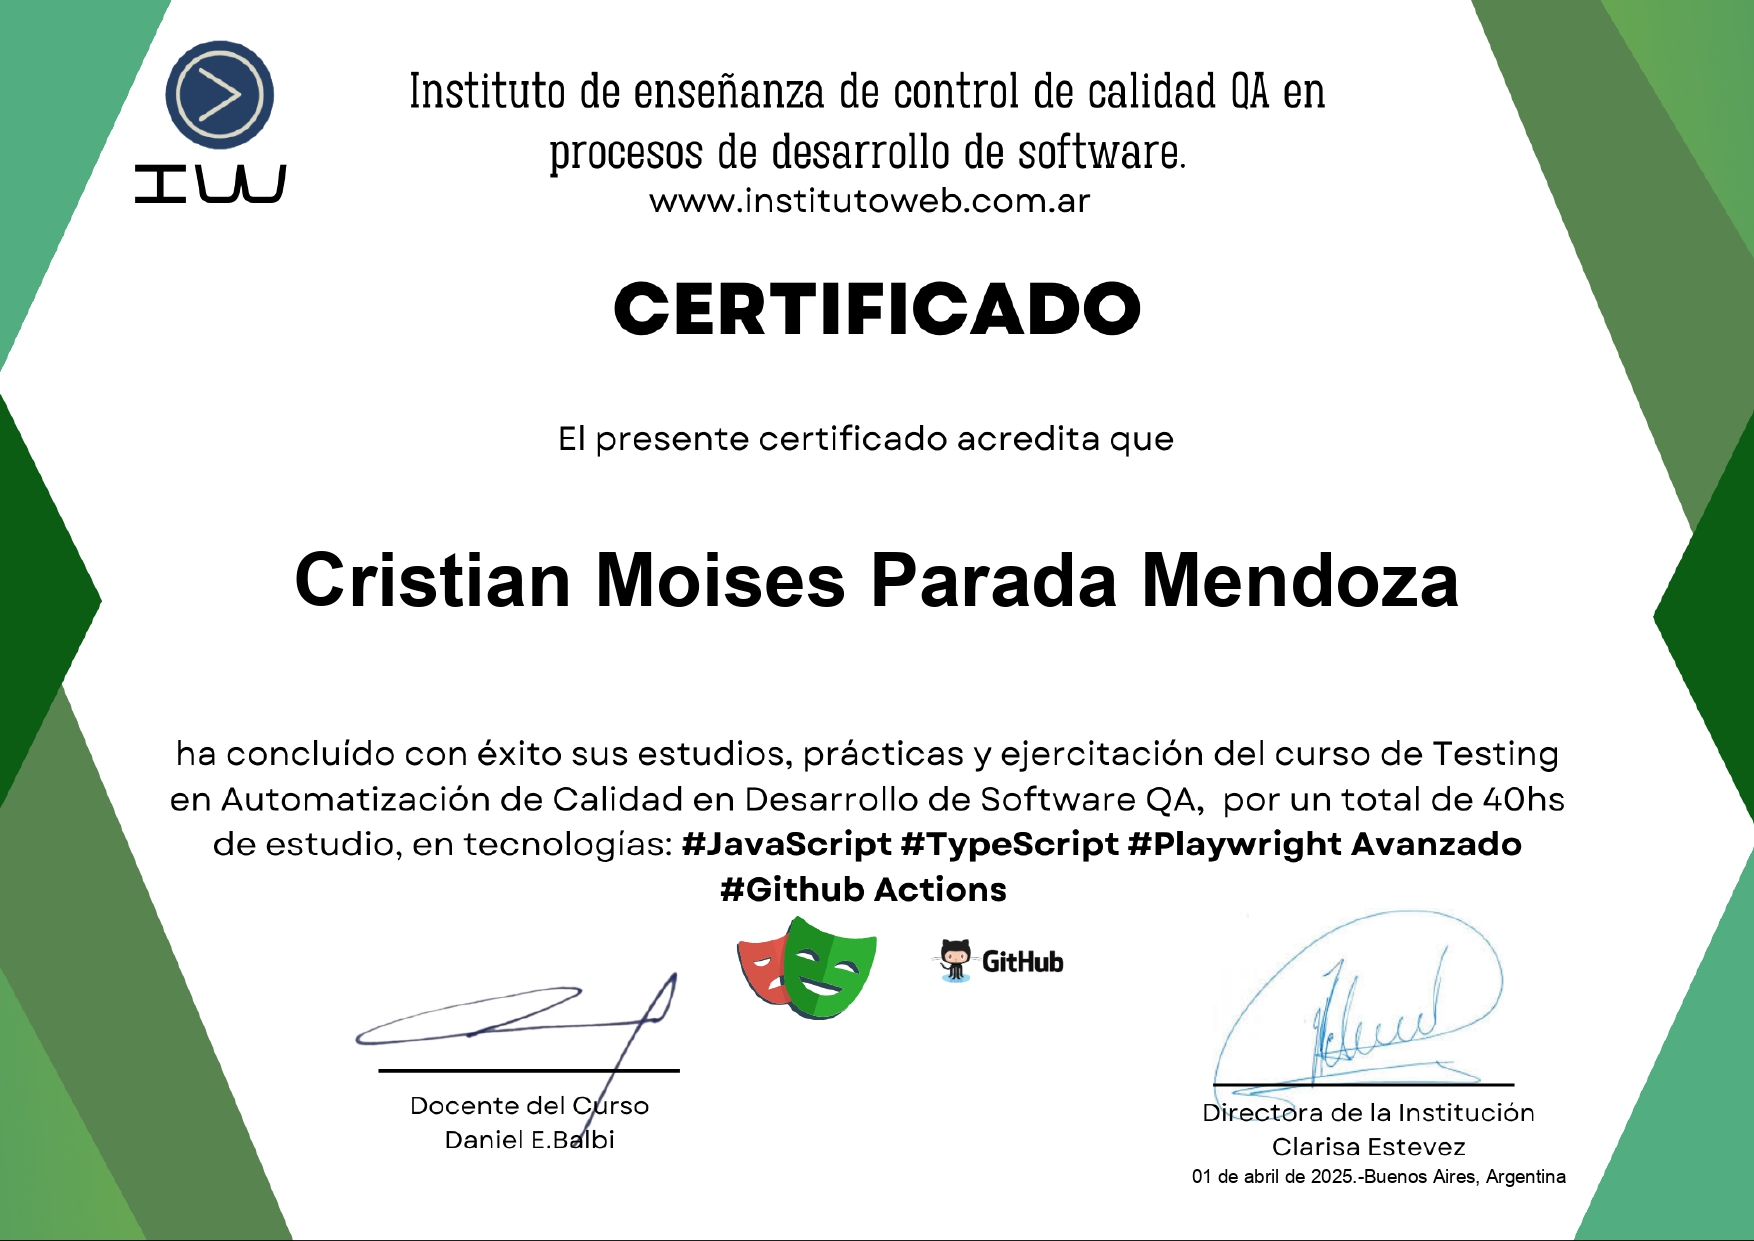 IW
Instituto de enseñanza de control de calidad QA en
procesos de desarrollo de software.
www.institutoweb.com.ar
CERTIFICADO
El presente certificado acredita que
Cristian Moises Parada Mendoza
ha concluído con éxito sus estudios, prácticas y ejercitación del curso de Testing
en Automatización de Calidad en Desarrollo de Software QA, por un total de 40hs
de estudio, en tecnologías: #JavaScript #TypeScript #Playwright Avanzado
#Github Actions
GitHub
Docente del Curso
Daniel E.Balbi
Directora de la Institución
Clarisa Estevez
01 de abril de 2025.-Buenos Aires, Argentina